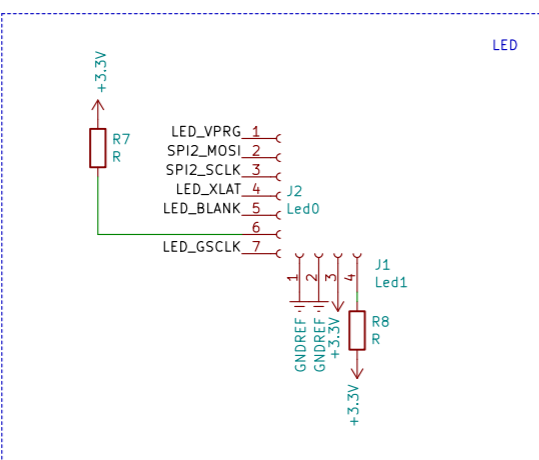 LED
+3.3V
R7
R
LED_VPRG 1
SPI2_MOSI 2
SPI2_SCLK 3
LED_XLAT 4
LED_BLANK 5
6
LED_GSCLK 7
J2
Led0
J1
Led1
1
2
3
4
GNDREF
GNDREF
+3.3V
R8
R
+3.3V